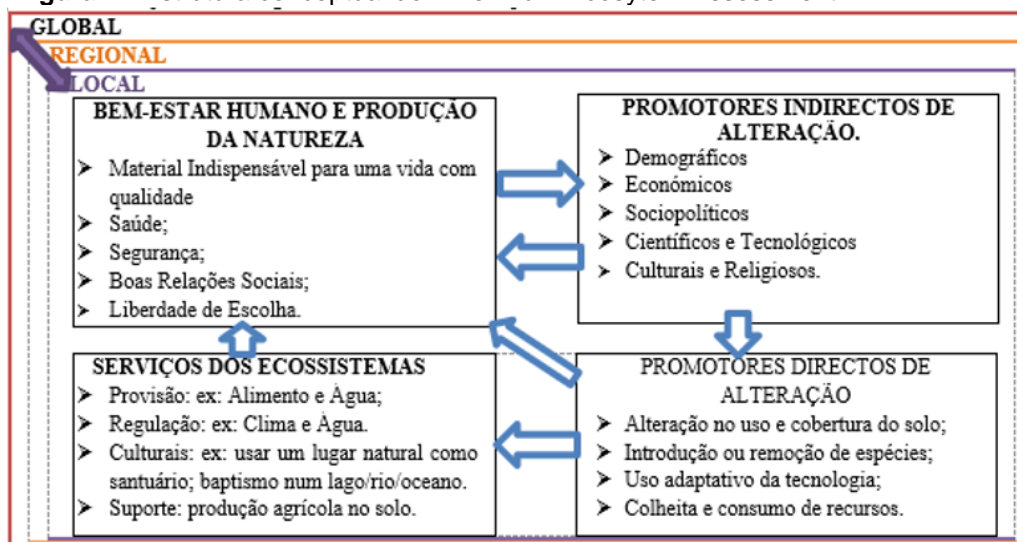 GLOBAL
REGIONAL
LOCAL
BEM-ESTAR HUMANO E PRODUÇÃO
DA NATUREZA
➤ Material Indispensável para uma vida com
qualidade
➤ Saúde;
➤ Segurança;
➤ Boas Relações Sociais;
➤ Liberdade de Escolha.
PROMOTORES INDIRECTOS DE
ALTERAÇÃO.
➤ Demográficos
➤ Económicos
➤ Sociopolíticos
➤ Científicos e Tecnológicos
➤ Culturais e Religiosos.
SERVIÇOS DOS ECOSSISTEMAS
➤ Provisão: ex: Alimento e Água;
➤ Regulação: ex: Clima e Água.
➤ Culturais: ex: usar um lugar natural como
santuário; baptismo num lago/rio/oceano.
➤ Suporte: produção agrícola no solo.
PROMOTORES DIRECTOS DE
ALTERAÇÃO
➤ Alteração no uso e cobertura do solo;
➤ Introdução ou remoção de espécies;
➤ Uso adaptativo da tecnologia;
➤ Colheita e consumo de recursos.